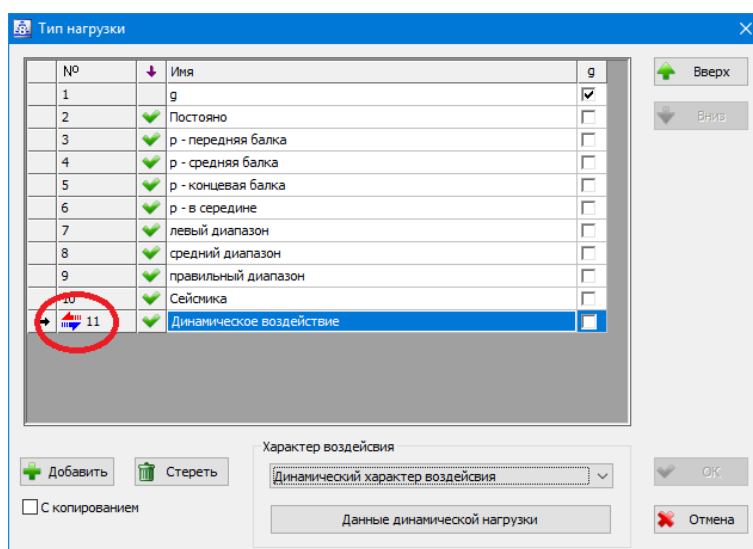 Тип нагрузки
№ Имя g
1 g
2 Постояно
3 p - передняя балка
4 p - средняя балка
5 p - концевая балка
6 p - в середине
7 левый диапазон
8 средний диапазон
9 правильный диапазон
10 Сейсмика
11 Динамическое воздействие
Вверх
Вниз
Добавить
Стереть
С копированием
Характер воздейсвия
Динамический характер воздейсвия
Данные динамической нагрузки
OK
Отмена